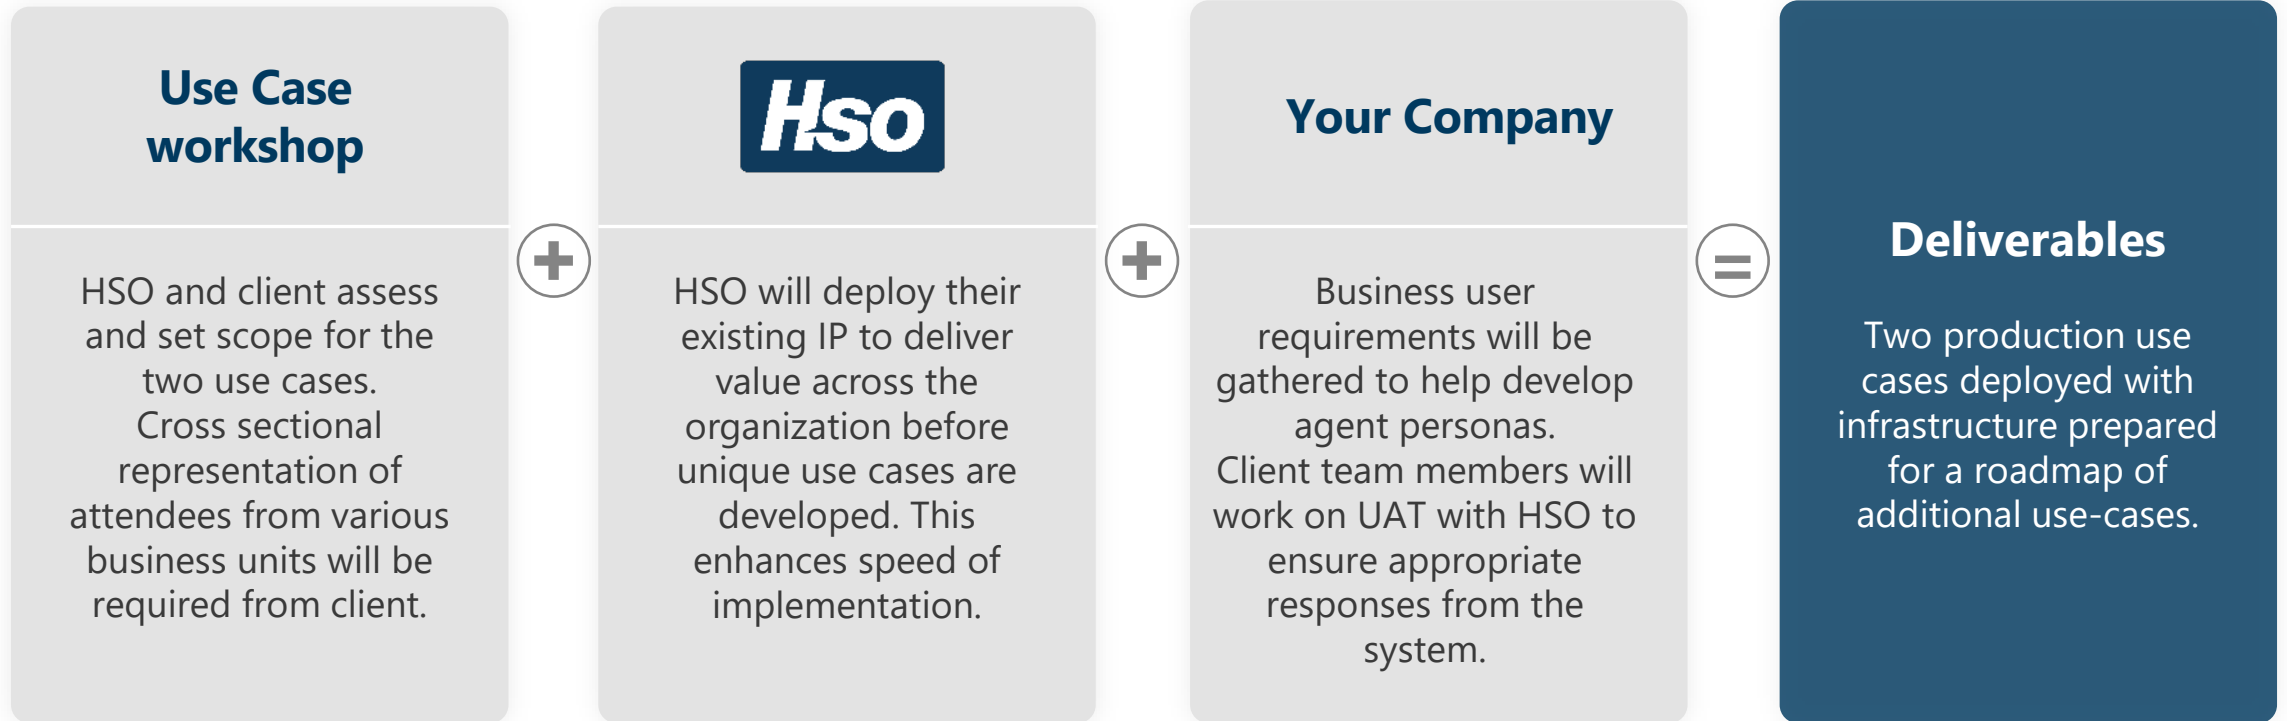 Use Case
workshop
HSO and client assess
and set scope for the
two use cases.
Cross sectional
representation of
attendees from various
business units will be
required from client.
Hso
HSO will deploy their
existing IP to deliver
value across the
organization before
unique use cases are
developed. This
enhances speed of
implementation.
Your Company
Business user
requirements will be
gathered to help develop
agent personas.
Client team members will
work on UAT with HSO to
ensure appropriate
responses from the
system.
Deliverables
Two production use
cases deployed with
infrastructure prepared
for a roadmap of
additional use-cases.